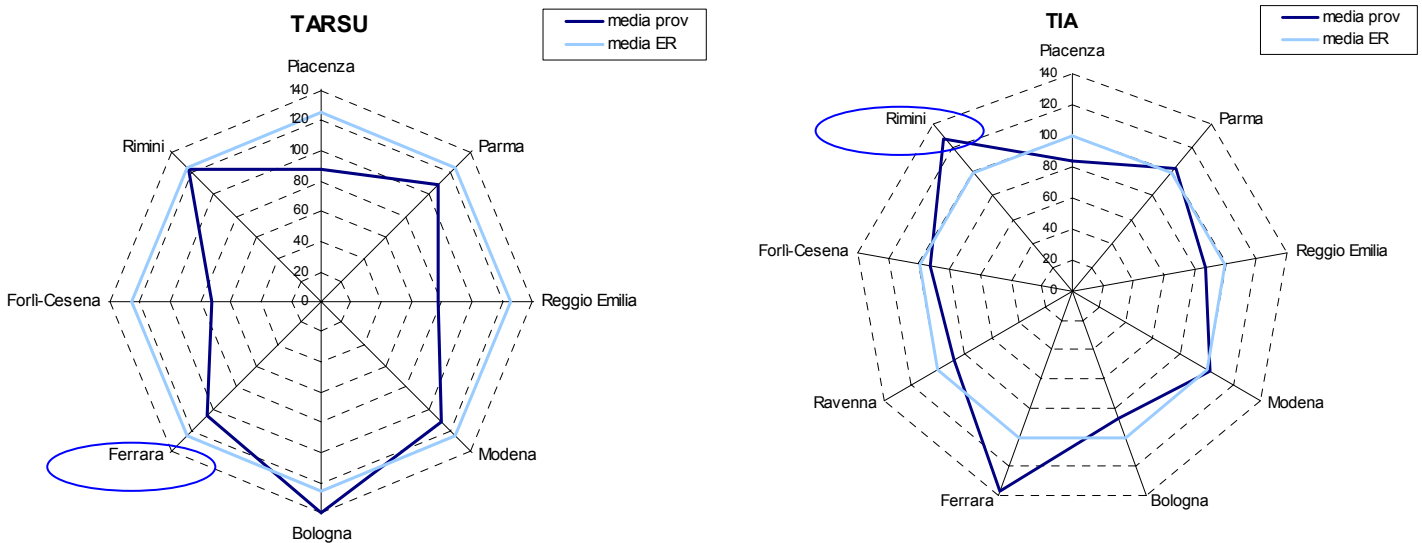 TARSU
media prov
media ER
Piacenza
140
120
100
80
60
40
20
0
Parma
Reggio Emilia
Modena
Bologna
Ferrara
Forlì-Cesena
Rimini
TIA
media prov
media ER
Piacenza
140
120
100
80
60
40
20
0
Parma
Reggio Emilia
Modena
Bologna
Ferrara
Ravenna
Forlì-Cesena
Rimini